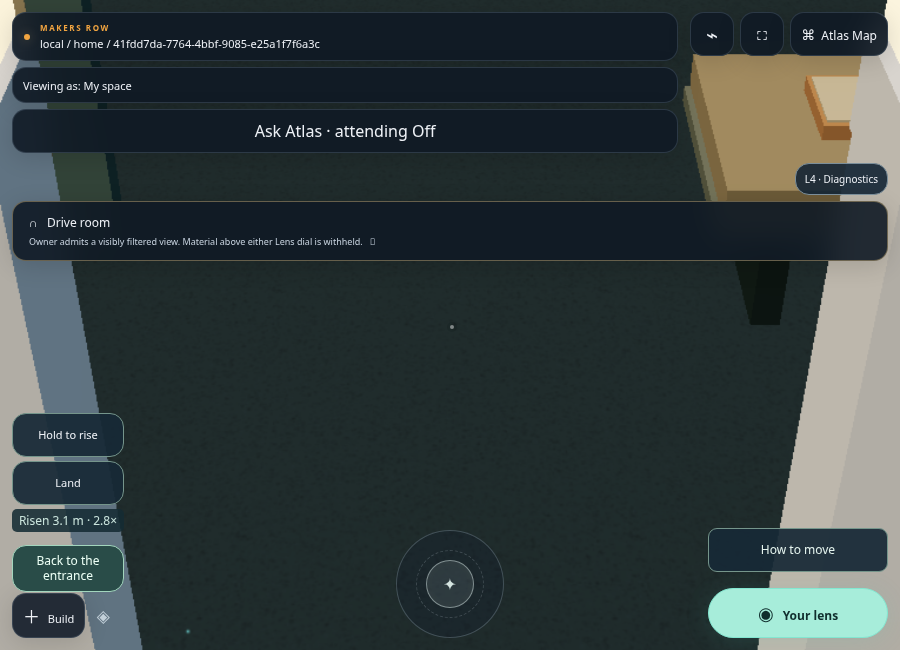 MAKERS ROW
local / home / 41fdd7da-7764-4bbf-9085-e25a1f7f6a3c
Atlas Map
Viewing as: My space
Ask Atlas · attending Off
L4 · Diagnostics
Drive room
Owner admits a visibly filtered view. Material above either Lens dial is withheld.
Hold to rise
Land
Risen 3.1 m · 2.8×
Back to the
entrance
How to move
Build
Your lens